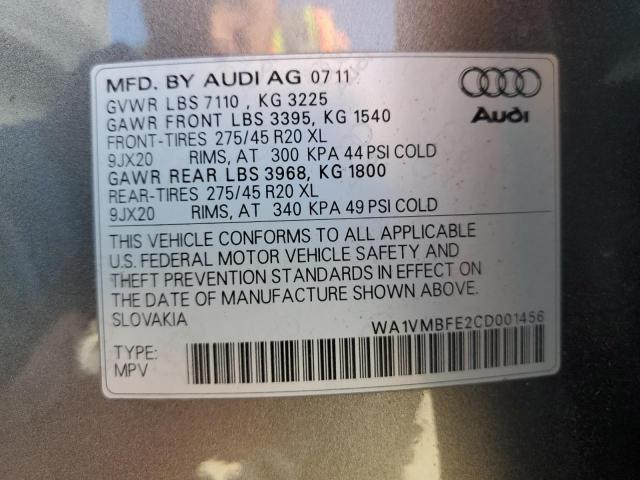 MFD. BY AUDI AG 07 11
GVWR LBS 7110 , KG 3225
GAWR FRONT LBS 3395, KG 1540
FRONT-TIRES 275/45 R20 XL
9JX20 RIMS, AT 300 KPA 44 PSI COLD
GAWR REAR LBS 3968, KG 1800
REAR-TIRES 275/45 R20 XL
9JX20 RIMS, AT 340 KPA 49 PSI COLD
Audi
THIS VEHICLE CONFORMS TO ALL APPLICABLE
U.S. FEDERAL MOTOR VEHICLE SAFETY AND
THEFT PREVENTION STANDARDS IN EFFECT ON
THE DATE OF MANUFACTURE SHOWN ABOVE.
SLOVAKIA WA1VMBFE2CD001456
TYPE:
MPV